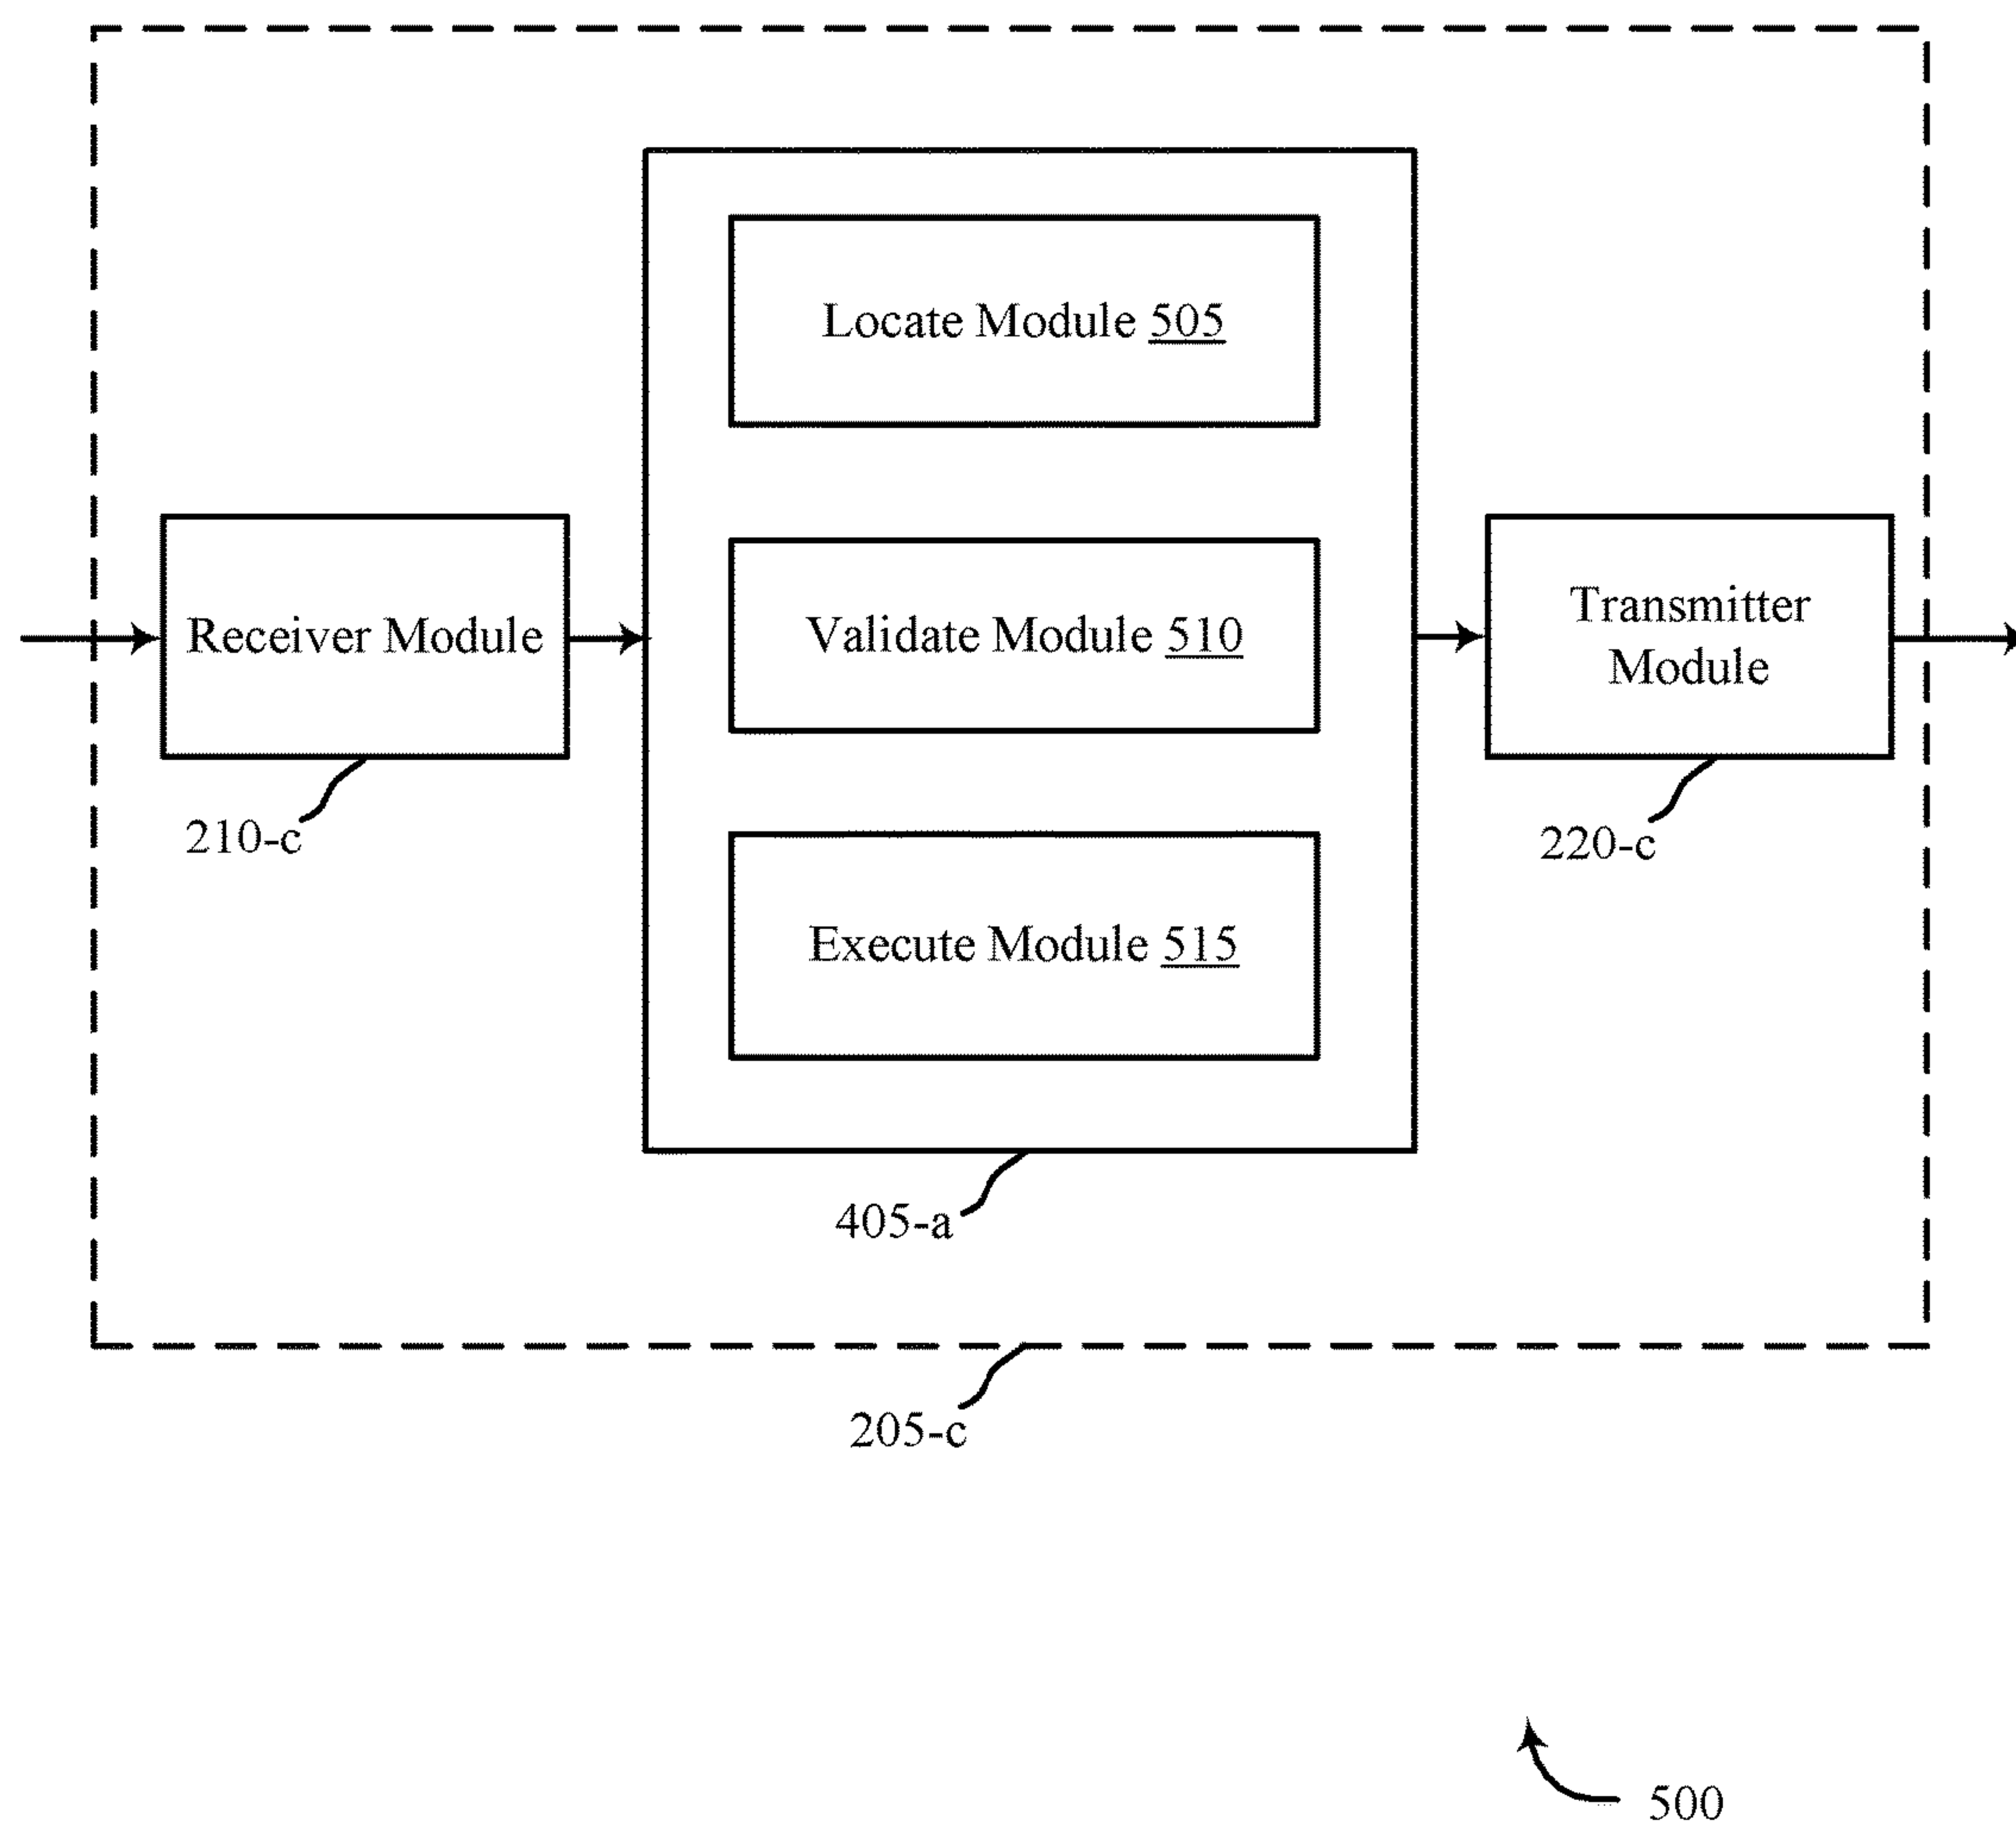 Locate Module 505
Receiver Module
Validate Module 510
Transmitter
Module
210-c
220-c
Execute Module 515
405-a
205-c
500